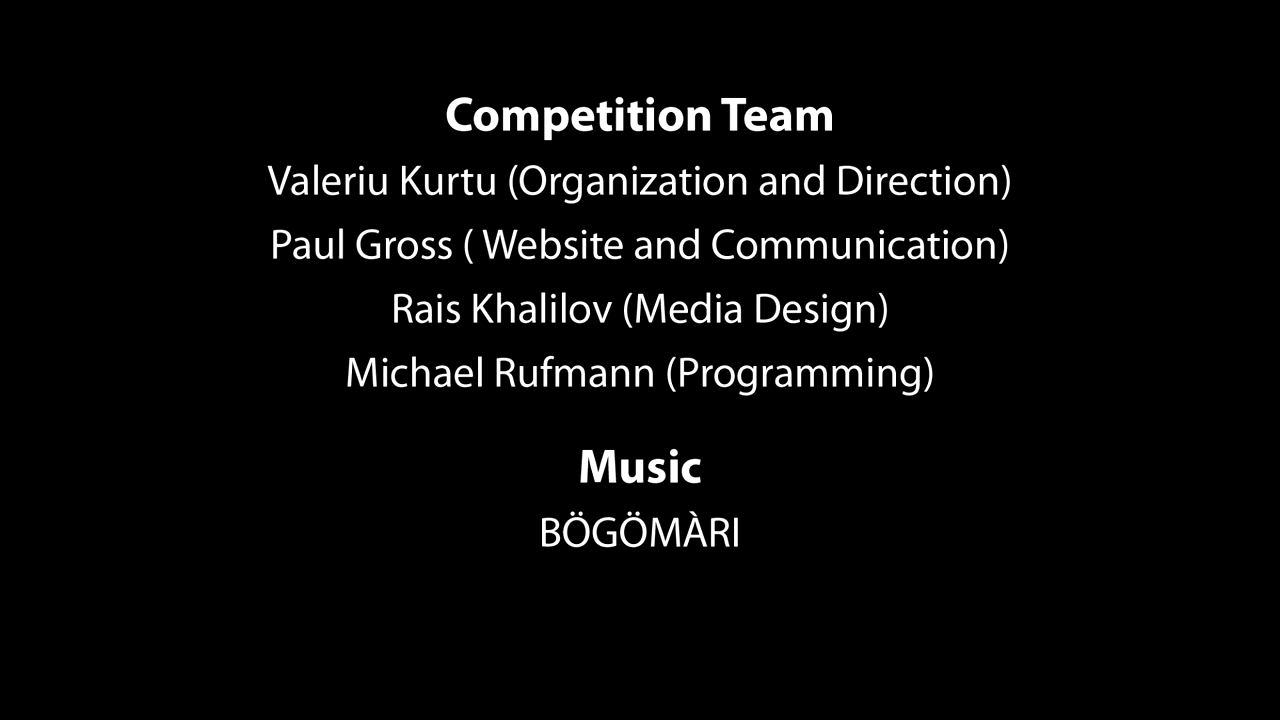 Competition Team
Valeriu Kurtu (Organization and Direction)
Paul Gross ( Website and Communication)
Rais Khalilov (Media Design)
Michael Rufmann (Programming)
Music
BÖGÖMÀRI